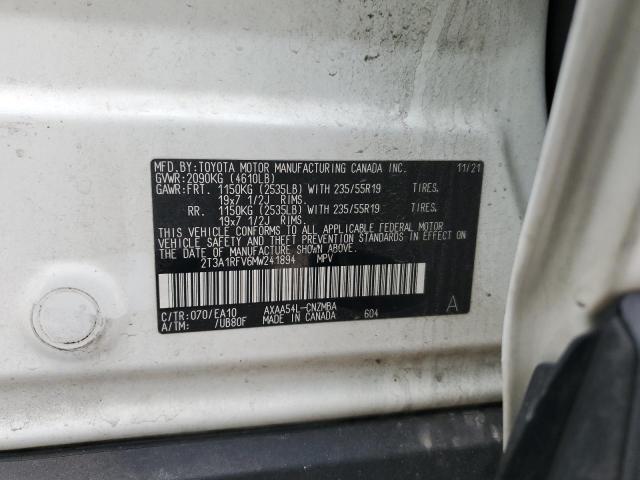 MFD.BY:TOYOTA MOTOR MANUFACTURING CANADA INC. 11/21
GVWR:2090KG (4610LB)
GAWR:FRT. 1150KG (2535LB) WITH 235/55R19 TIRES,
19x7 1/2J RIMS.
RR. 1150KG (2535LB) WITH 235/55R19 TIRES,
19x7 1/2J RIMS.
THIS VEHICLE CONFORMS TO ALL APPLICABLE FEDERAL MOTOR
VEHICLE SAFETY AND THEFT PREVENTION STANDARDS IN EFFECT ON
THE DATE OF MANUFACTURE SHOWN ABOVE.
2T3A1RFV6MW241894 MPV
C/TR:070/EA10 AXAA54L-CNZMBA A
A/TM: /UB80F MADE IN CANADA 604